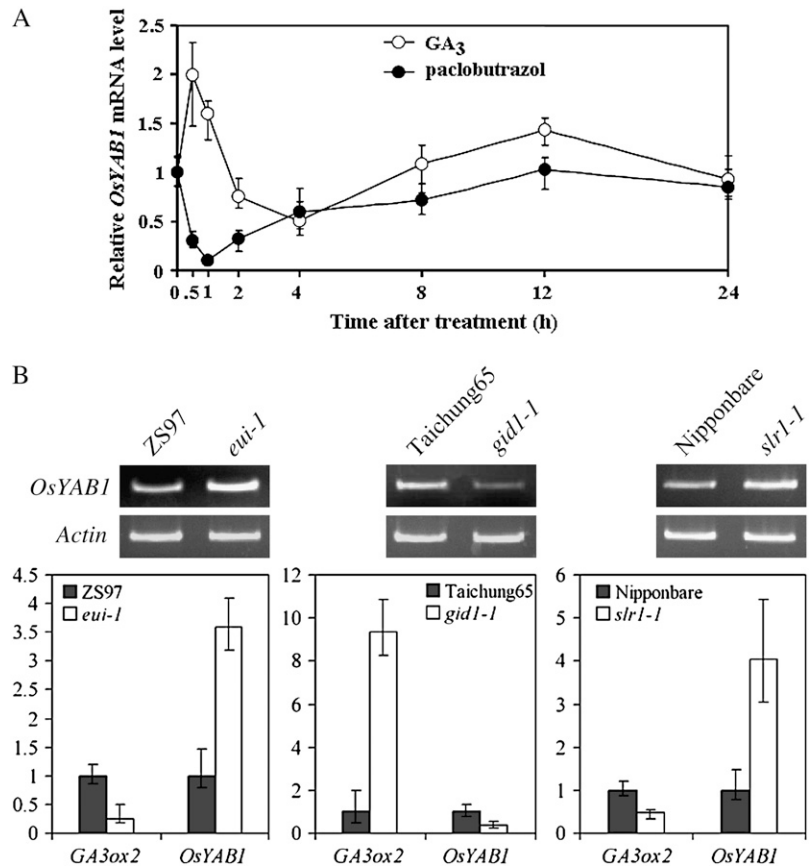 A
Relative OsYAB1 mRNA level
2.5
2
1.5
1
0.5
0
GA3
paclobutrazol
0 .5 1 2 4 8 12 24
Time after treatment (h)
B
ZS97 eui-1
Taichung65 gid1-1
Nipponbare slr1-1
OsYAB1
Actin
4.5
4
3.5
3
2.5
2
1.5
1
0.5
0
ZS97
eui-1
GA3ox2 OsYAB1
12
10
8
6
4
2
0
Taichung65
gid1-1
GA3ox2 OsYAB1
6
5
4
3
2
1
0
Nipponbare
slr1-1
GA3ox2 OsYAB1